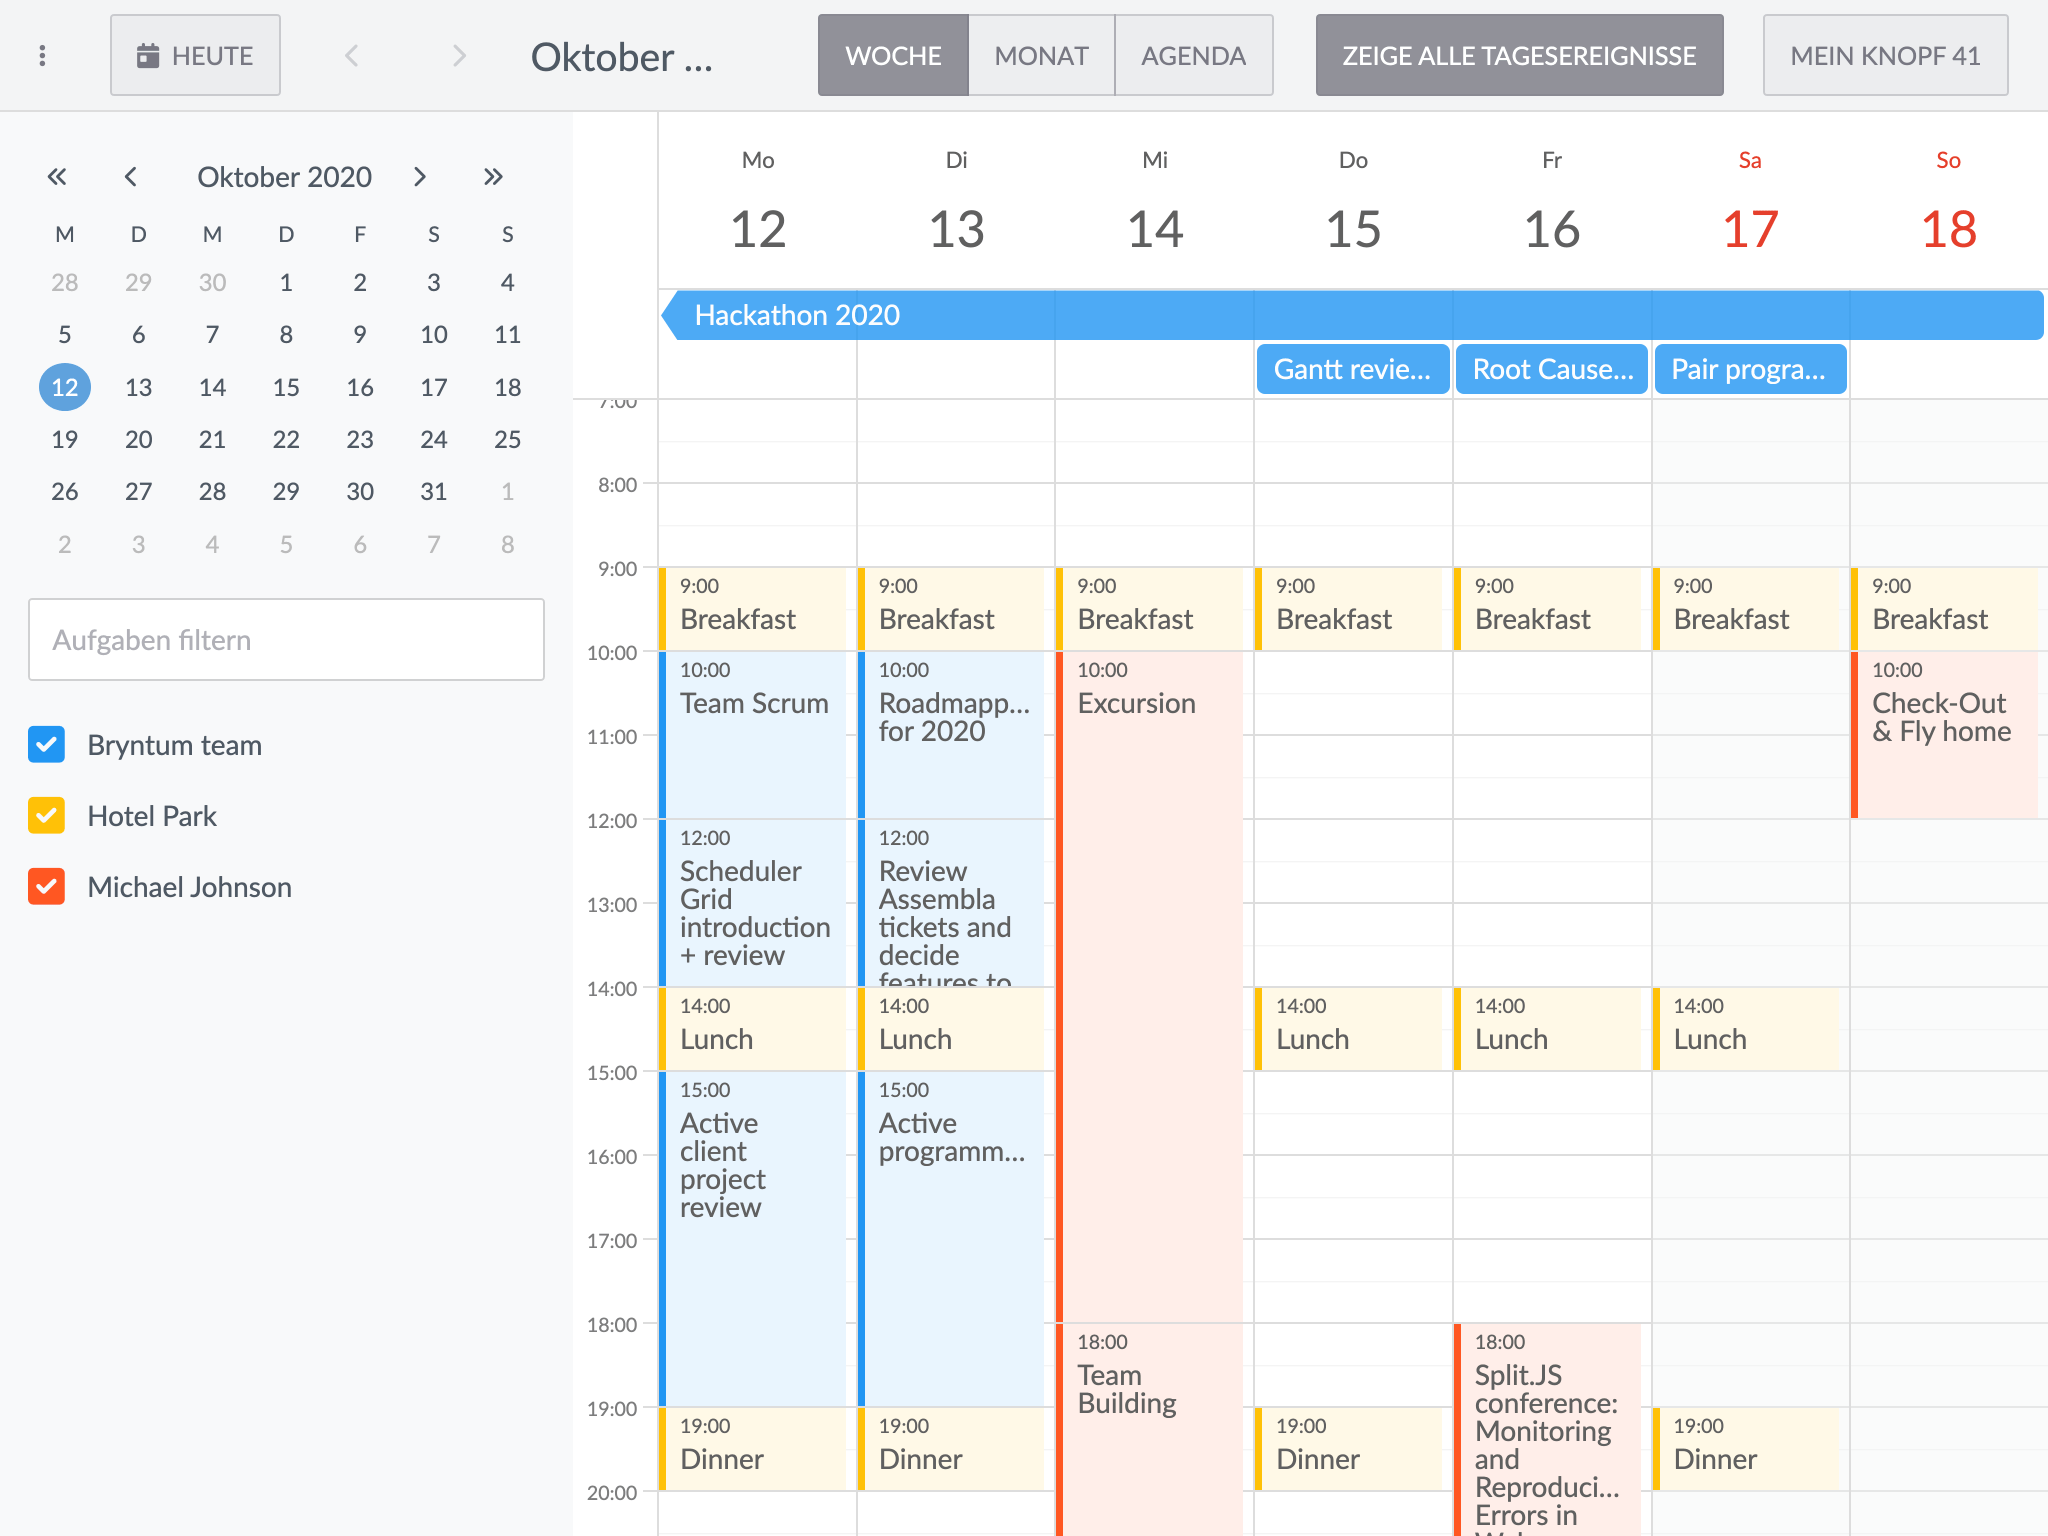 HEUTE
Oktober ...
WOCHE
MONAT
AGENDA
ZEIGE ALLE TAGESEREIGNISSE
MEIN KNOPF 41
Oktober 2020
M D M D F S S
28 29 30 1 2 3 4
5 6 7 8 9 10 11
12 13 14 15 16 17 18
19 20 21 22 23 24 25
26 27 28 29 30 31 1
2 3 4 5 6 7 8
Aufgaben filtern
Bryntum team
Hotel Park
Michael Johnson
Mo Di Mi Do Fr Sa So
12 13 14 15 16 17 18
Hackathon 2020
Gantt revie...
Root Cause...
Pair progra...
7:00
8:00
9:00
10:00
11:00
12:00
13:00
14:00
15:00
16:00
17:00
18:00
19:00
20:00
9:00
Breakfast
10:00
Team Scrum
12:00
Scheduler
Grid
introduction
+ review
14:00
Lunch
15:00
Active
client
project
review
19:00
Dinner
9:00
Breakfast
10:00
Roadmapp...
for 2020
12:00
Review
Assembla
tickets and
decide
features to
14:00
Lunch
15:00
Active
programm...
19:00
Dinner
9:00
Breakfast
10:00
Excursion
18:00
Team
Building
9:00
Breakfast
14:00
Lunch
19:00
Dinner
9:00
Breakfast
14:00
Lunch
18:00
Split.JS
conference:
Monitoring
and
Reproduci...
Errors in
9:00
Breakfast
14:00
Lunch
19:00
Dinner
9:00
Breakfast
10:00
Check-Out
& Fly home